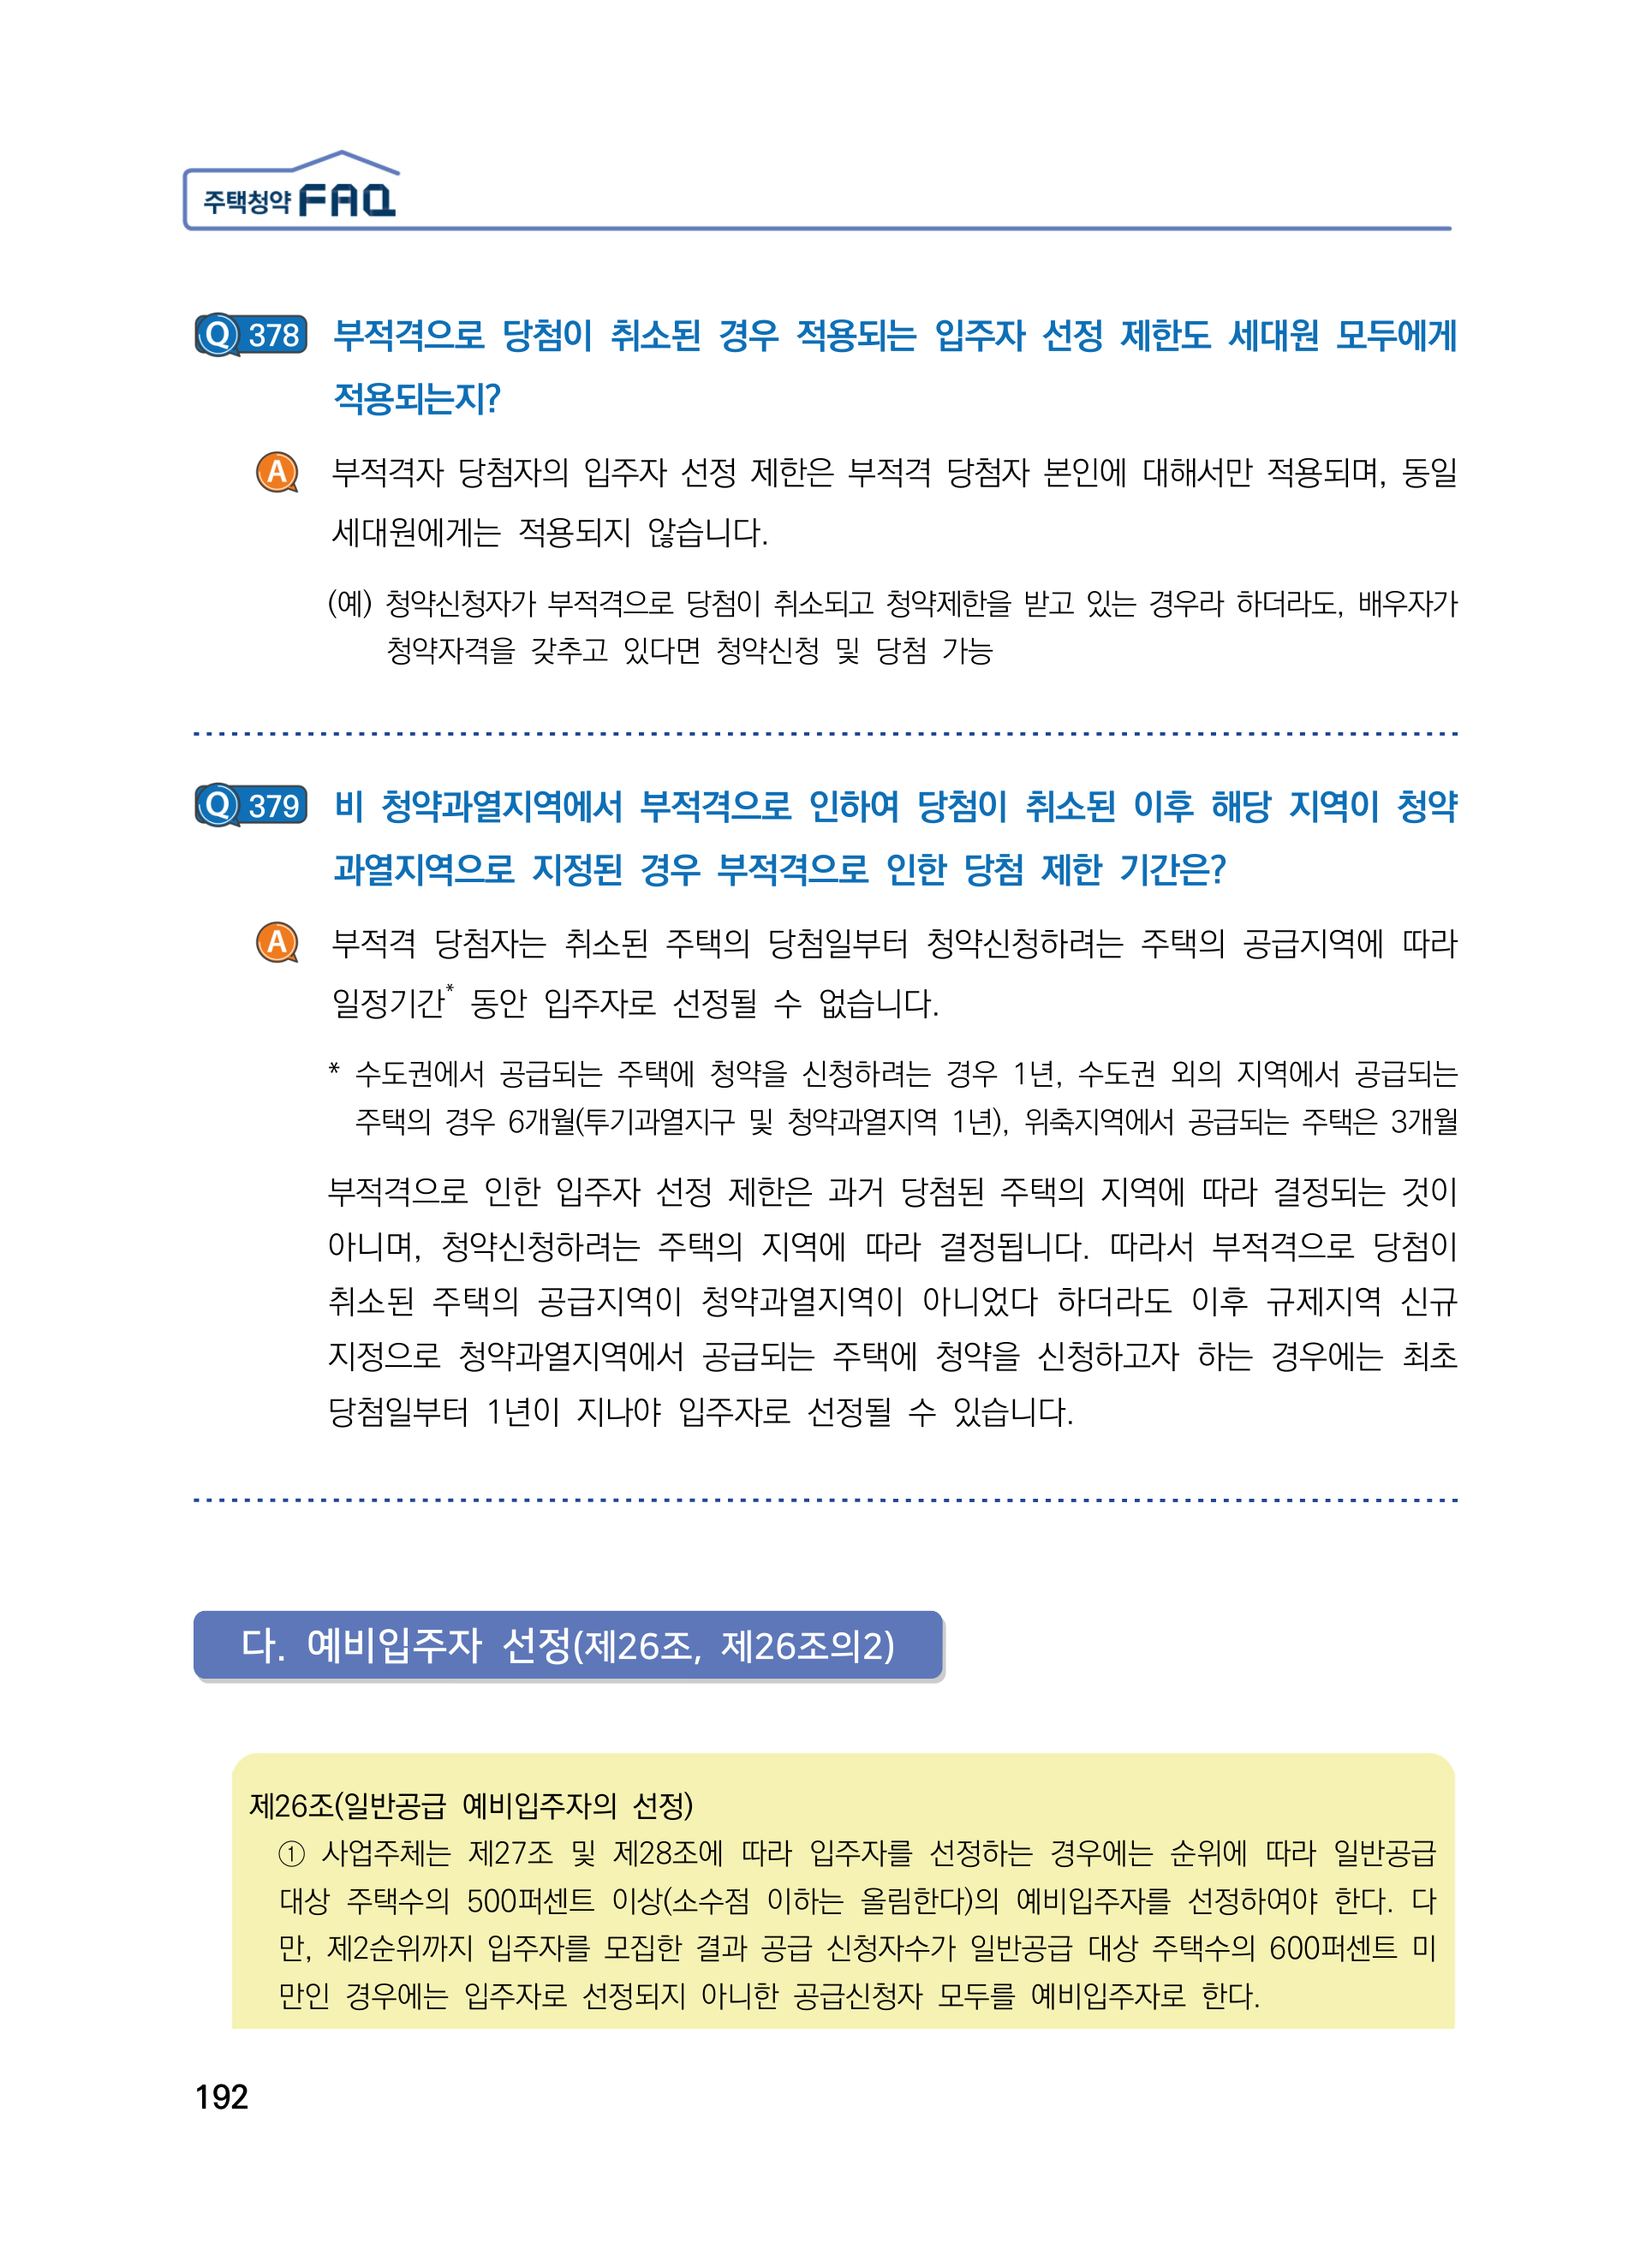 주택청약 FAQ
Q 378 부적격으로 당첨이 취소된 경우 적용되는 입주자 선정 제한도 세대원 모두에게
적용되는지?
A 부적격자 당첨자의 입주자 선정 제한은 부적격 당첨자 본인에 대해서만 적용되며, 동일
세대원에게는 적용되지 않습니다.
(예) 청약신청자가 부적격으로 당첨이 취소되고 청약제한을 받고 있는 경우라 하더라도, 배우자가
청약자격을 갖추고 있다면 청약신청 및 당첨 가능
Q 379 비 청약과열지역에서 부적격으로 인하여 당첨이 취소된 이후 해당 지역이 청약
과열지역으로 지정된 경우 부적격으로 인한 당첨 제한 기간은?
A 부적격 당첨자는 취소된 주택의 당첨일부터 청약신청하려는 주택의 공급지역에 따라
일정기간* 동안 입주자로 선정될 수 없습니다.
* 수도권에서 공급되는 주택에 청약을 신청하려는 경우 1년, 수도권 외의 지역에서 공급되는
주택의 경우 6개월(투기과열지구 및 청약과열지역 1년), 위축지역에서 공급되는 주택은 3개월
부적격으로 인한 입주자 선정 제한은 과거 당첨된 주택의 지역에 따라 결정되는 것이
아니며, 청약신청하려는 주택의 지역에 따라 결정됩니다. 따라서 부적격으로 당첨이
취소된 주택의 공급지역이 청약과열지역이 아니었다 하더라도 이후 규제지역 신규
지정으로 청약과열지역에서 공급되는 주택에 청약을 신청하고자 하는 경우에는 최초
당첨일부터 1년이 지나야 입주자로 선정될 수 있습니다.
다. 예비입주자 선정(제26조, 제26조의2)
제26조(일반공급 예비입주자의 선정)
① 사업주체는 제27조 및 제28조에 따라 입주자를 선정하는 경우에는 순위에 따라 일반공급
대상 주택수의 500퍼센트 이상(소수점 이하는 올림한다)의 예비입주자를 선정하여야 한다. 다
만, 제2순위까지 입주자를 모집한 결과 공급 신청자수가 일반공급 대상 주택수의 600퍼센트 미
만인 경우에는 입주자로 선정되지 아니한 공급신청자 모두를 예비입주자로 한다.
192